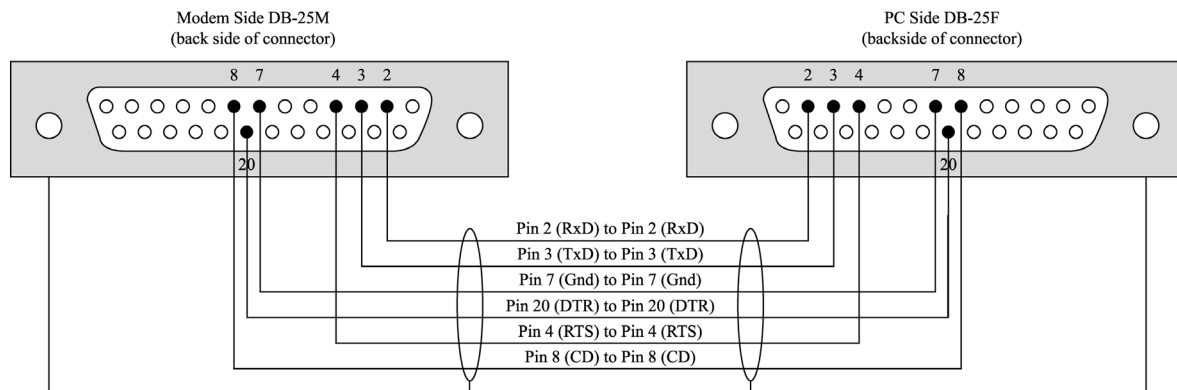 Modem Side DB-25M
(back side of connector)
PC Side DB-25F
(backside of connector)
8 7 4 3 2
2 3 4 7 8
20
20
Pin 2 (RxD) to Pin 2 (RxD)
Pin 3 (TxD) to Pin 3 (TxD)
Pin 7 (Gnd) to Pin 7 (Gnd)
Pin 20 (DTR) to Pin 20 (DTR)
Pin 4 (RTS) to Pin 4 (RTS)
Pin 8 (CD) to Pin 8 (CD)